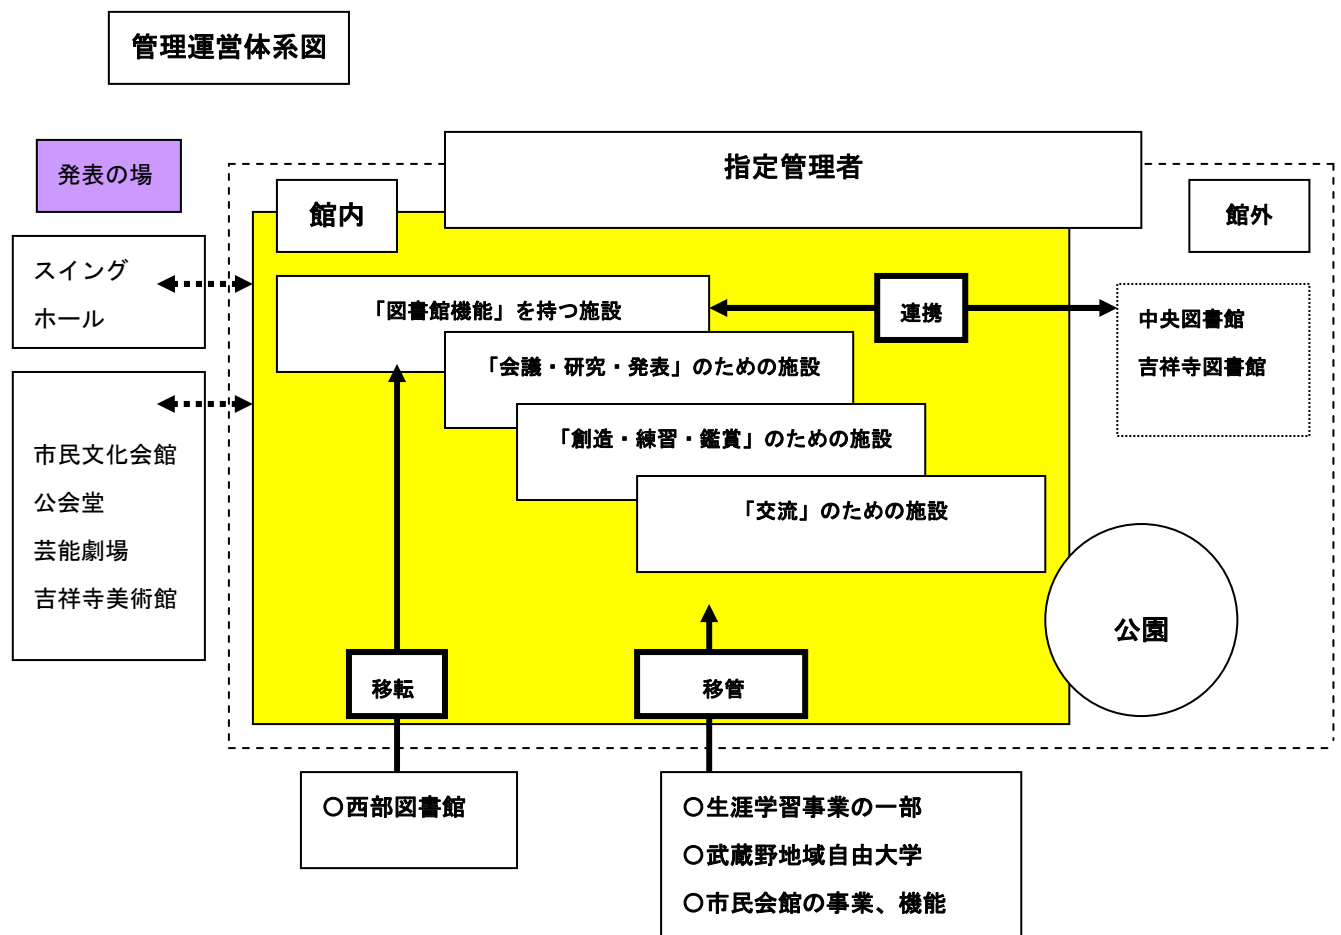 管理運営体系図
発表の場
指定管理者
館内
館外
スイング
ホール
「図書館機能」を持つ施設
連携
中央図書館
吉祥寺図書館
「会議・研究・発表」のための施設
「創造・練習・鑑賞」のための施設
「交流」のための施設
市民文化会館
公会堂
芸能劇場
吉祥寺美術館
公園
移転
移管
○西部図書館
○生涯学習事業の一部
○武蔵野地域自由大学
○市民会館の事業、機能